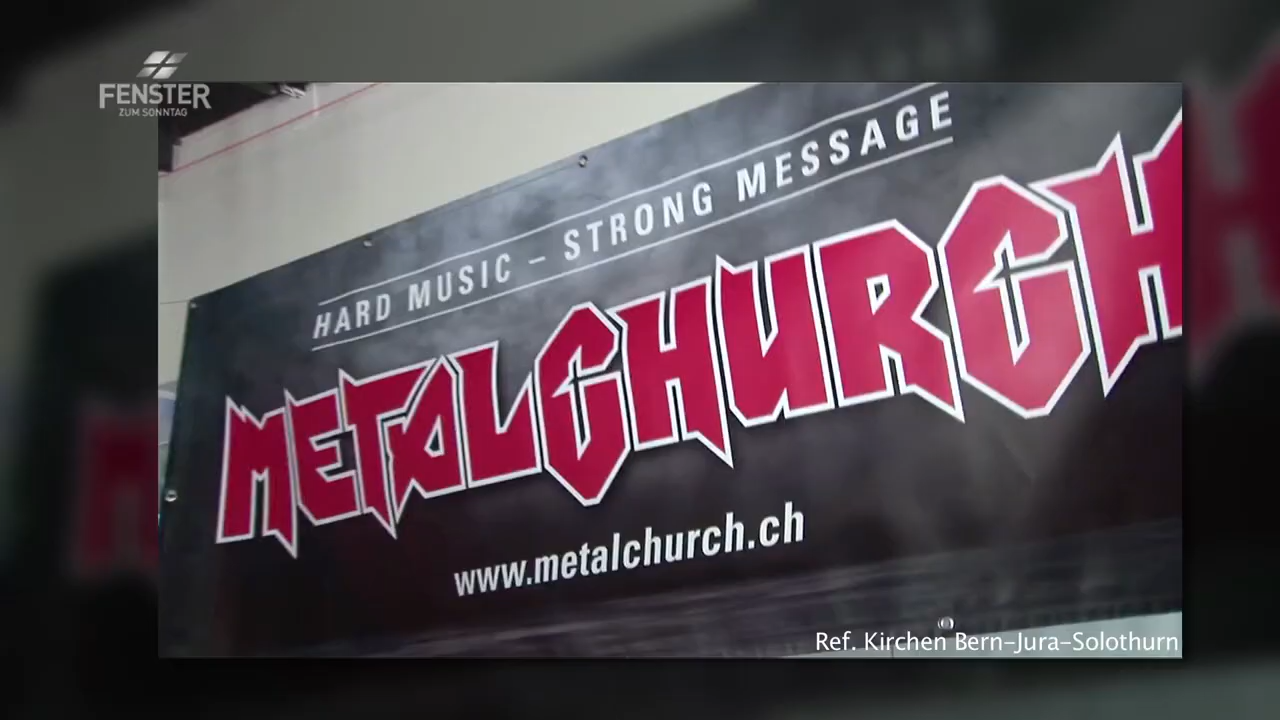 FENSTER
ZUM SONNTAG
HARD MUSIC – STRONG MESSAGE
METALCHURCH
www.metalchurch.ch
Ref. Kirchen Bern-Jura-Solothurn